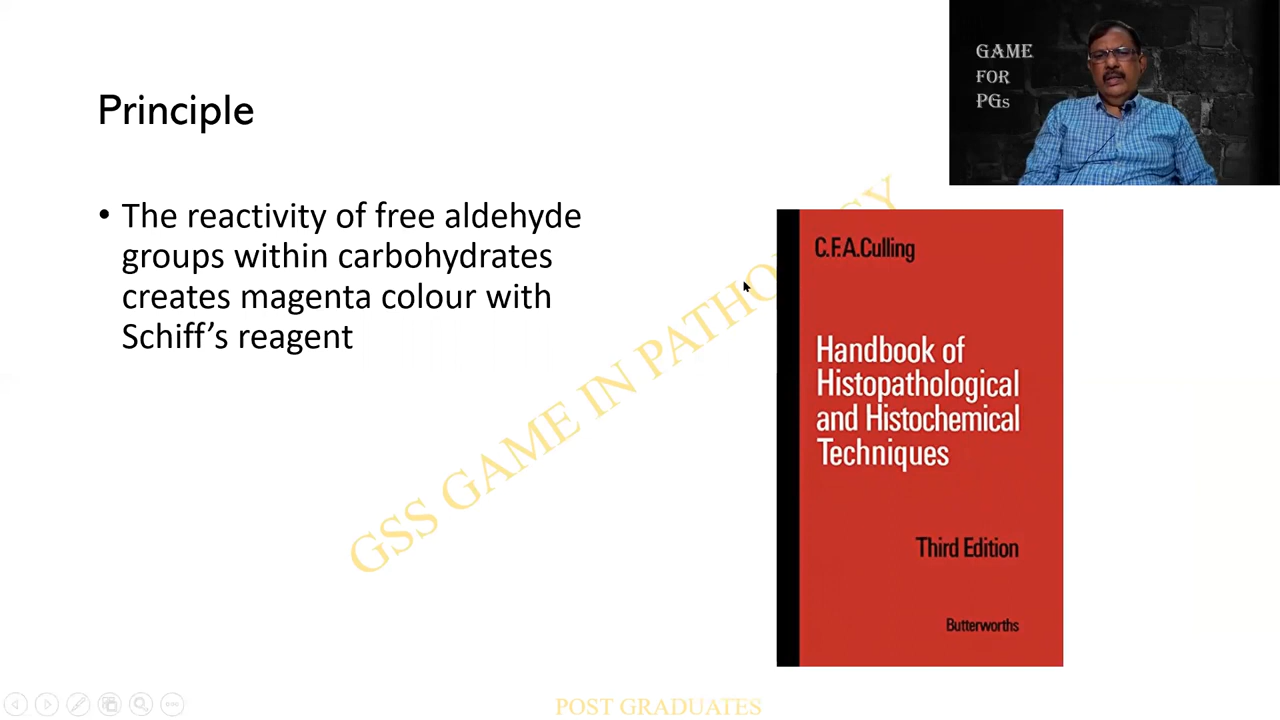 GAME
FOR
PGs
Principle
• The reactivity of free aldehyde
groups within carbohydrates
creates magenta colour with
Schiff’s reagent
C.F.A.Culling
Handbook of
Histopathological
and Histochemical
Techniques
Third Edition
Butterworths
GSS GAME IN PATHOLOGY
POST GRADUATES